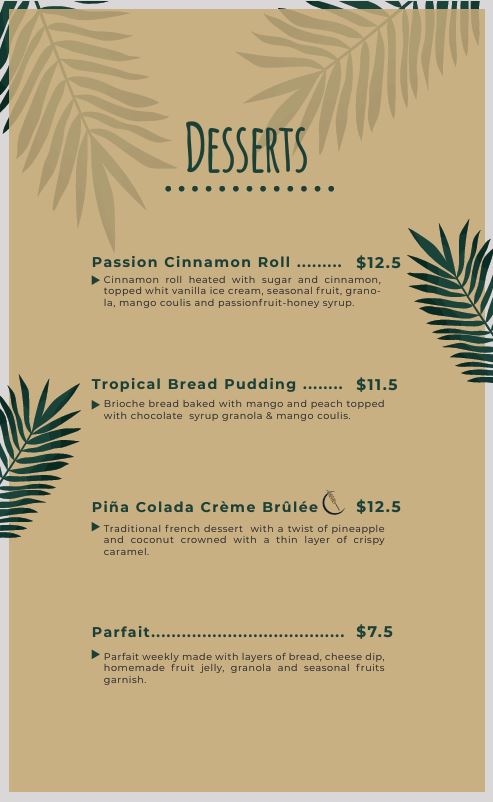 Desserts
Passion Cinnamon Roll ......... $12.5
Cinnamon roll heated with sugar and cinnamon,
topped whit vanilla ice cream, seasonal fruit, grano-
la, mango coulis and passionfruit-honey syrup.
Tropical Bread Pudding ........ $11.5
Brioche bread baked with mango and peach topped
with chocolate syrup granola & mango coulis.
Piña Colada Crème Brûlée $12.5
Traditional french dessert with a twist of pineapple
and coconut crowned with a thin layer of crispy
caramel.
Parfait...................................... $7.5
Parfait weekly made with layers of bread, cheese dip,
homemade fruit jelly, granola and seasonal fruits
garnish.